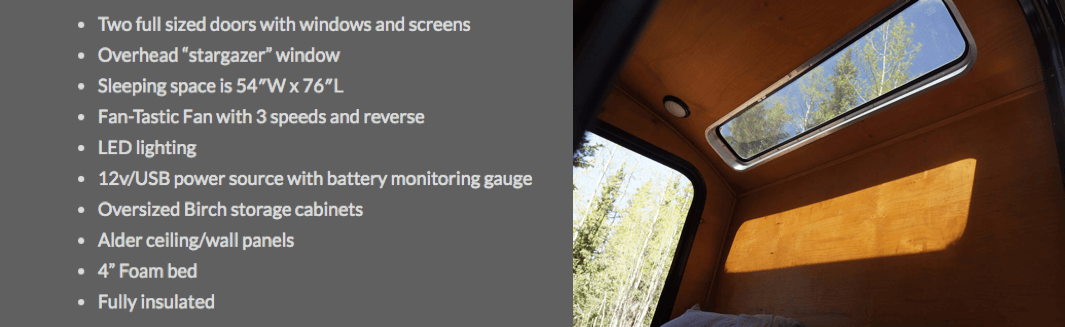 Two full sized doors with windows and screens
Overhead “stargazer” window
Sleeping space is 54″W x 76″L
Fan-Tastic Fan with 3 speeds and reverse
LED lighting
12v/USB power source with battery monitoring gauge
Oversized Birch storage cabinets
Alder ceiling/wall panels
4” Foam bed
Fully insulated